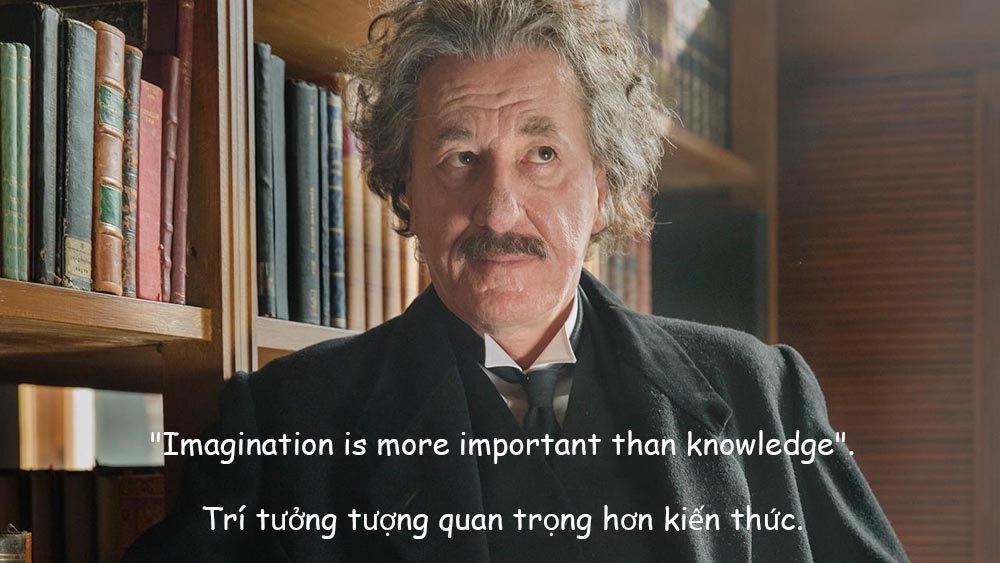 "Imagination is more important than knowledge".
Trí tưởng tượng quan trọng hơn kiến thức.